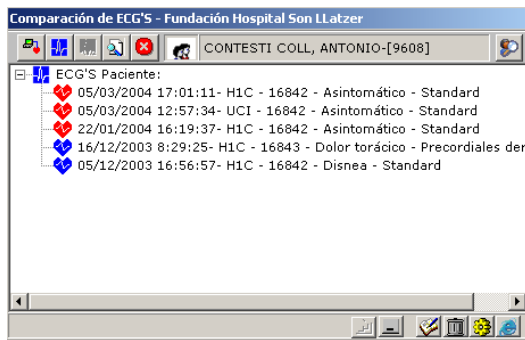 Comparación de ECG'S - Fundación Hospital Son LLatzer
CONTESTI COLL, ANTONIO-[9608]
ECG'S Paciente:
05/03/2004 17:01:11- H1C - 16842 - Asintomático - Standard
05/03/2004 12:57:34- UCI - 16842 - Asintomático - Standard
22/01/2004 16:19:37- H1C - 16842 - Asintomático - Standard
16/12/2003 8:29:25- H1C - 16843 - Dolor torácico - Precordiales der
05/12/2003 16:56:57- H1C - 16842 - Disnea - Standard